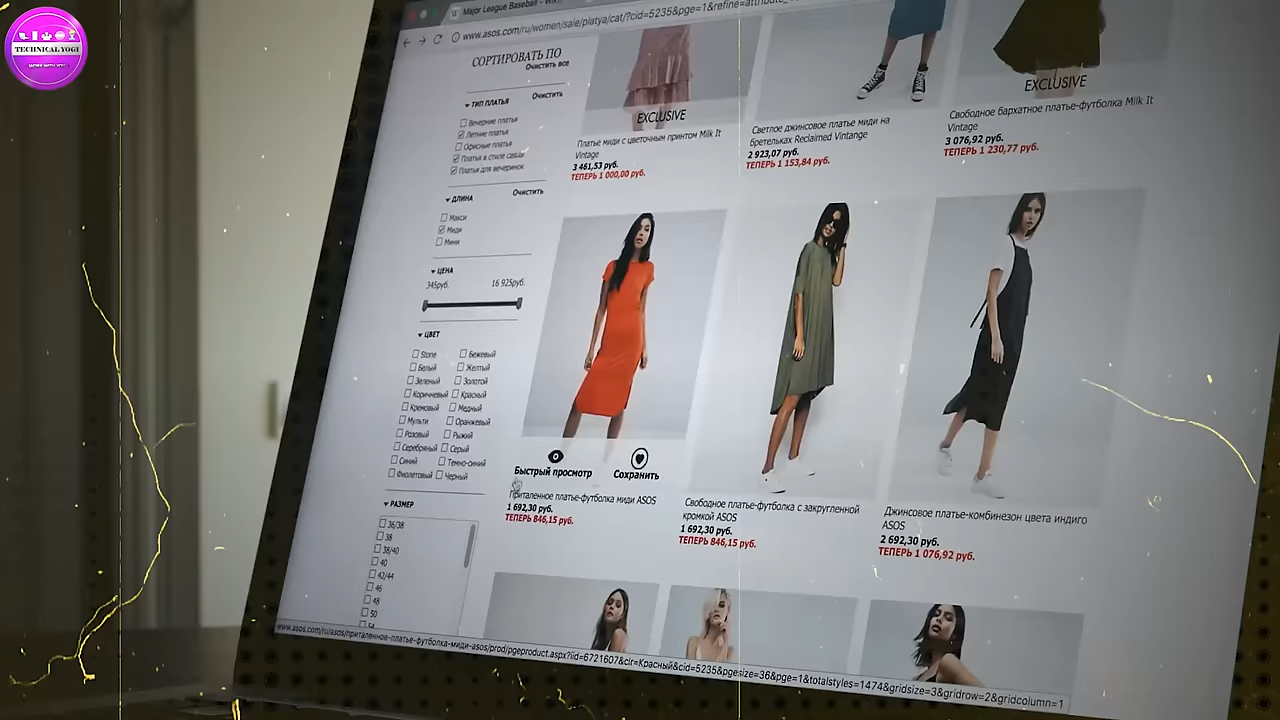 TECHNICAL YOGI
Major League Baseball - Wik
www.asos.com/ru/women/sale/platya/cat/?cid=5235&pge=1&refine=attribute_
СОРТИРОВАТЬ ПО
Очистить все
ТИП ПЛАТЬЯ
Очистить
Вечерние платья
Летние платья
Офисные платья
Платья в стиле casual
Платья для вечеринок
ДЛИНА
Очистить
Макси
Миди
Мини
ЦЕНА
345руб.
16 925руб.
ЦВЕТ
Stone
Бежевый
Белый
Желтый
Зеленый
Золотой
Коричневый
Красный
Кремовый
Медный
Мульти
Оранжевый
Розовый
Рыжий
Серебряный
Серый
Синий
Темно-синий
Фиолетовый
Черный
РАЗМЕР
36/38
38
38/40
40
42/44
46
48
50
54
EXCLUSIVE
Платье миди с цветочным принтом Milk It
Vintage
3 461,53 руб.
ТЕПЕРЬ 1 000,00 руб.
Светлое джинсовое платье миди на
бретельках Reclaimed Vintange
2 923,07 руб.
ТЕПЕРЬ 1 153,84 руб.
EXCLUSIVE
Свободное бархатное платье-футболка Milk It
Vintage
3 076,92 руб.
ТЕПЕРЬ 1 230,77 руб.
Быстрый просмотр
Сохранить
Приталенное платье-футболка миди ASOS
1 692,30 руб.
ТЕПЕРЬ 846,15 руб.
Свободное платье-футболка с закругленной
кромкой ASOS
1 692,30 руб.
ТЕПЕРЬ 846,15 руб.
Джинсовое платье-комбинезон цвета индиго
ASOS
2 692,30 руб.
ТЕПЕРЬ 1 076,92 руб.
www.asos.com/ru/asos/приталенное-платье-футболка-миди-asos/prod/pgeproduct.aspx?iid=6721607&clr=Красный&cid=5235&pgesize=36&pge=1&totalstyles=1474&gridsize=3&gridrow=2&gridcolumn=1